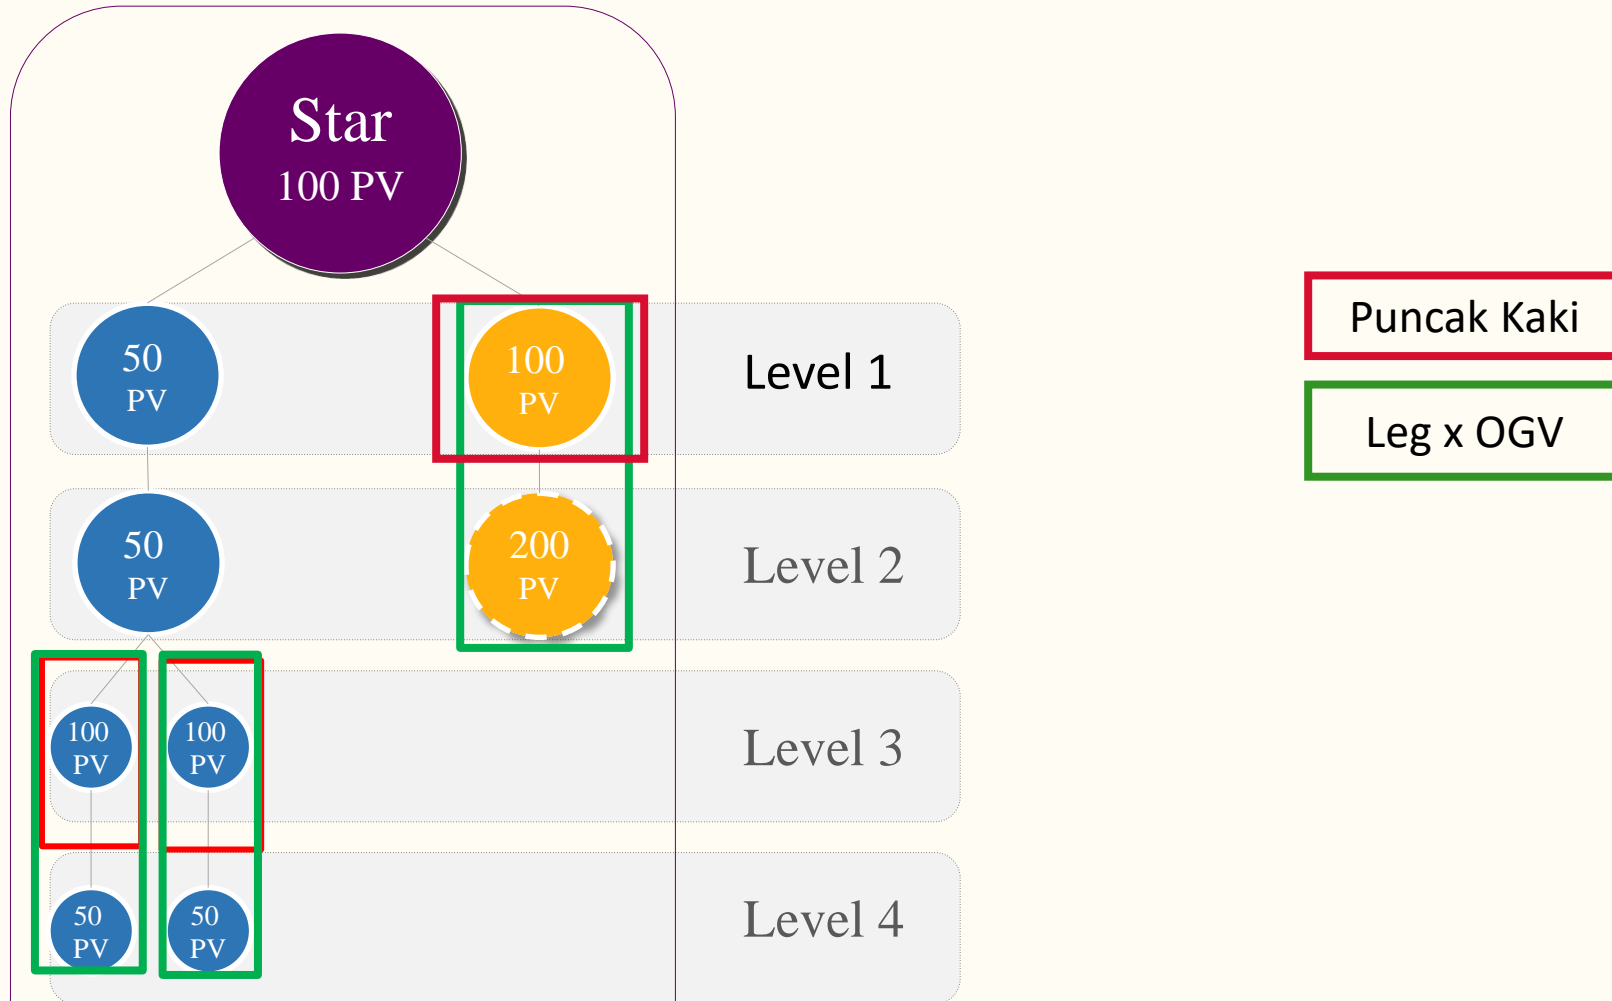 Star
100 PV
50
PV
100
PV
Level 1
Puncak Kaki
Leg x OGV
50
PV
200
PV
Level 2
100
PV
100
PV
Level 3
50
PV
50
PV
Level 4